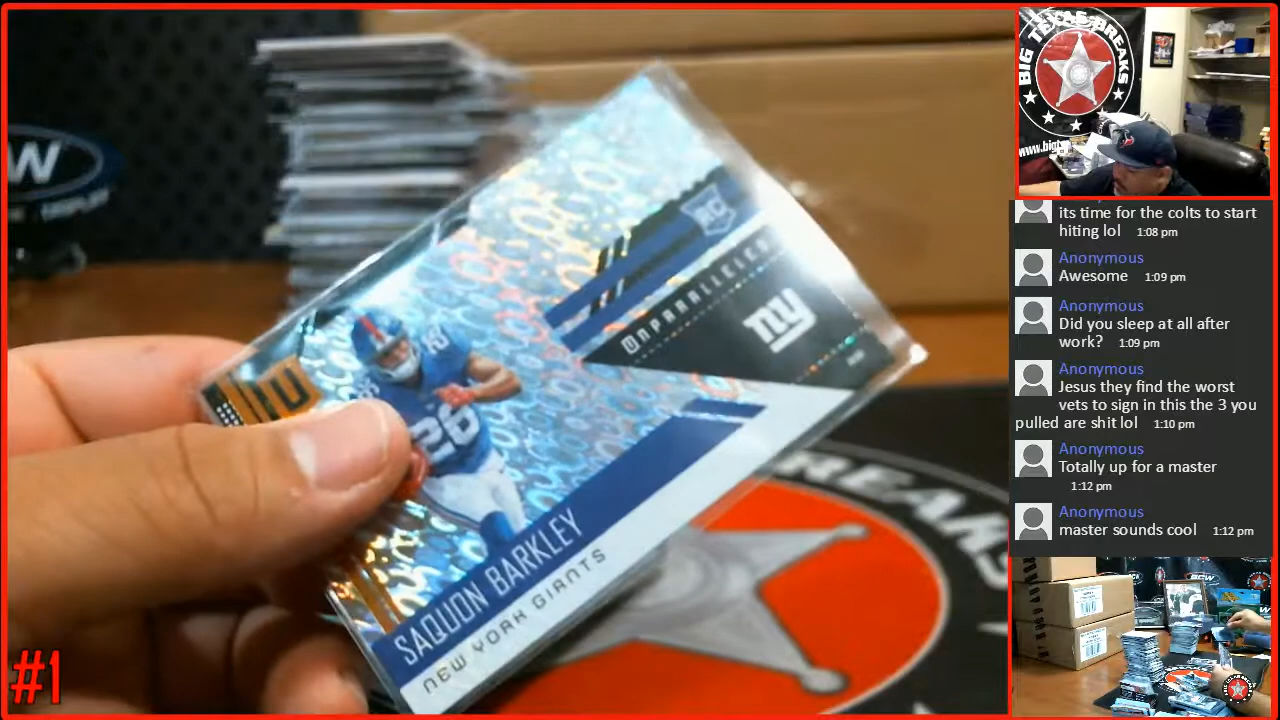 RC
UNPARALLELED
ny
26
SAQUON BARKLEY
NEW YORK GIANTS
#1
BIG TEXAS BREAKS
its time for the colts to start
hiting lol 1:08 pm
Anonymous
Awesome 1:09 pm
Anonymous
Did you sleep at all after
work? 1:09 pm
Anonymous
Jesus they find the worst
vets to sign in this the 3 you
pulled are shit lol 1:10 pm
Anonymous
Totally up for a master
1:12 pm
Anonymous
master sounds cool 1:12 pm